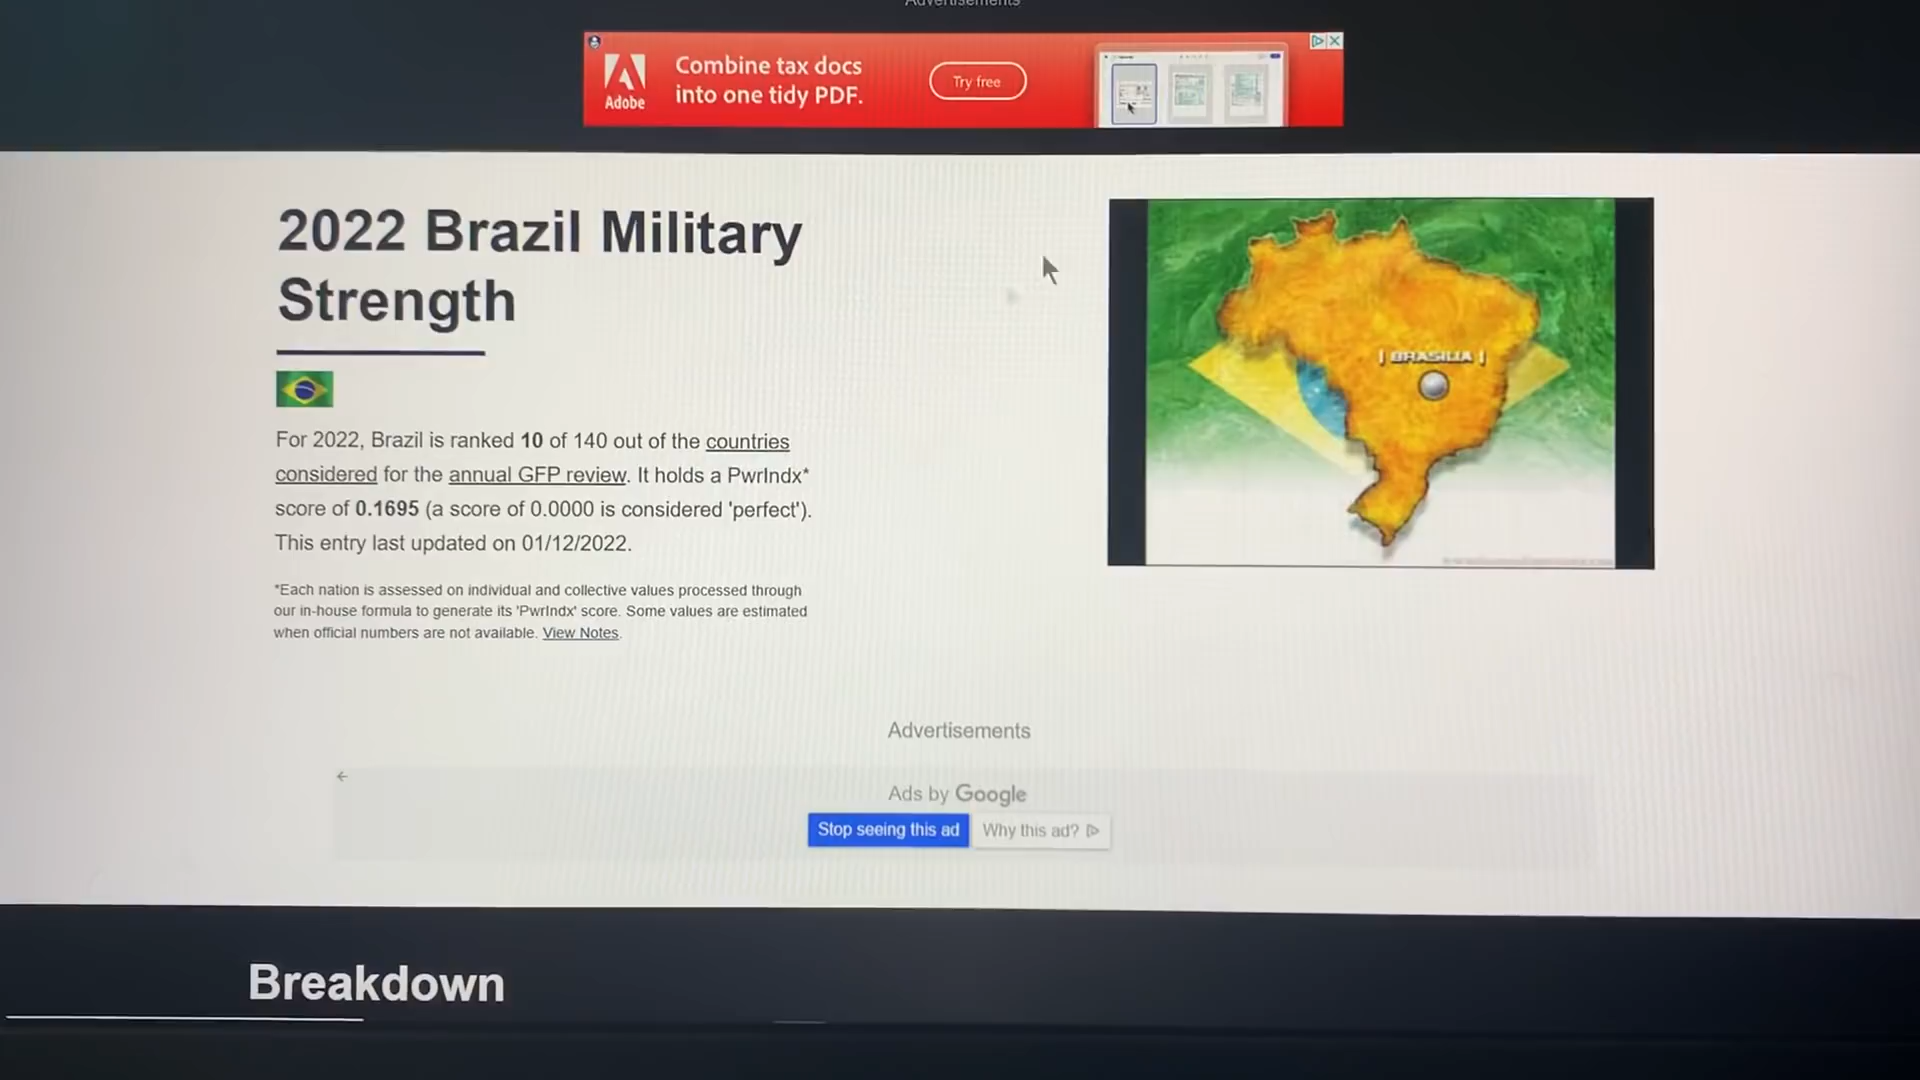 Advertisements
Adobe
Combine tax docs
into one tidy PDF.
Try free
2022 Brazil Military
Strength
For 2022, Brazil is ranked 10 of 140 out of the countries
considered for the annual GFP review. It holds a PwrIndx*
score of 0.1695 (a score of 0.0000 is considered 'perfect').
This entry last updated on 01/12/2022.
*Each nation is assessed on individual and collective values processed through
our in-house formula to generate its 'PwrIndx' score. Some values are estimated
when official numbers are not available. View Notes.
| BRASILIA |
Advertisements
Ads by Google
Stop seeing this ad
Why this ad?
Breakdown